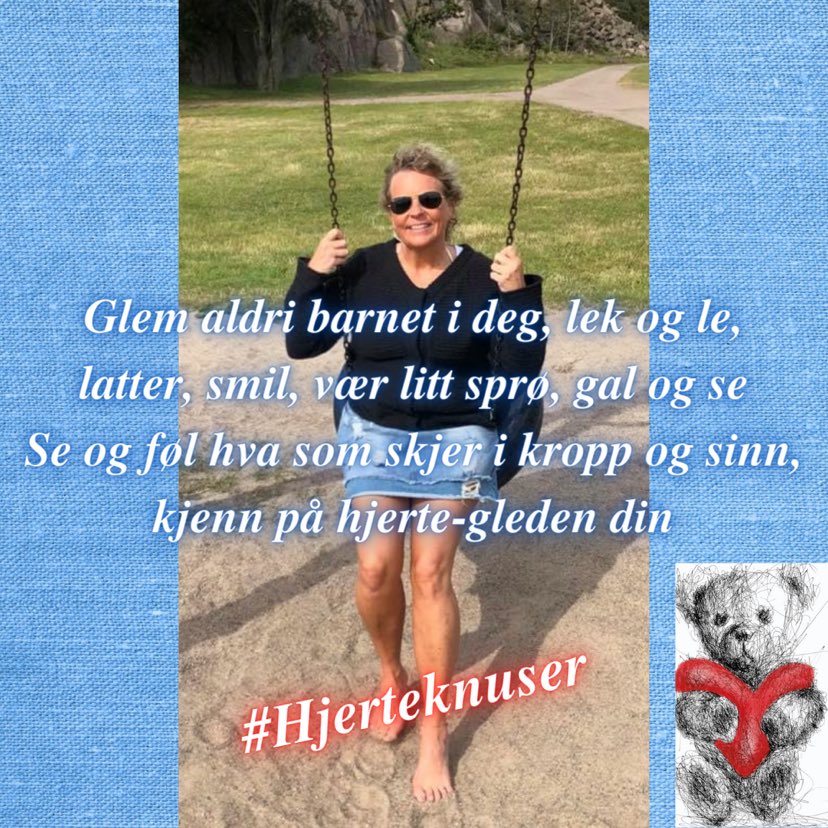 Glem aldri barnet i deg, lek og le,
latter, smil, vær litt sprø, gal og se
Se og føl hva som skjer i kropp og sinn,
kjenn på hjerte-gleden din
#Hjerteknuser